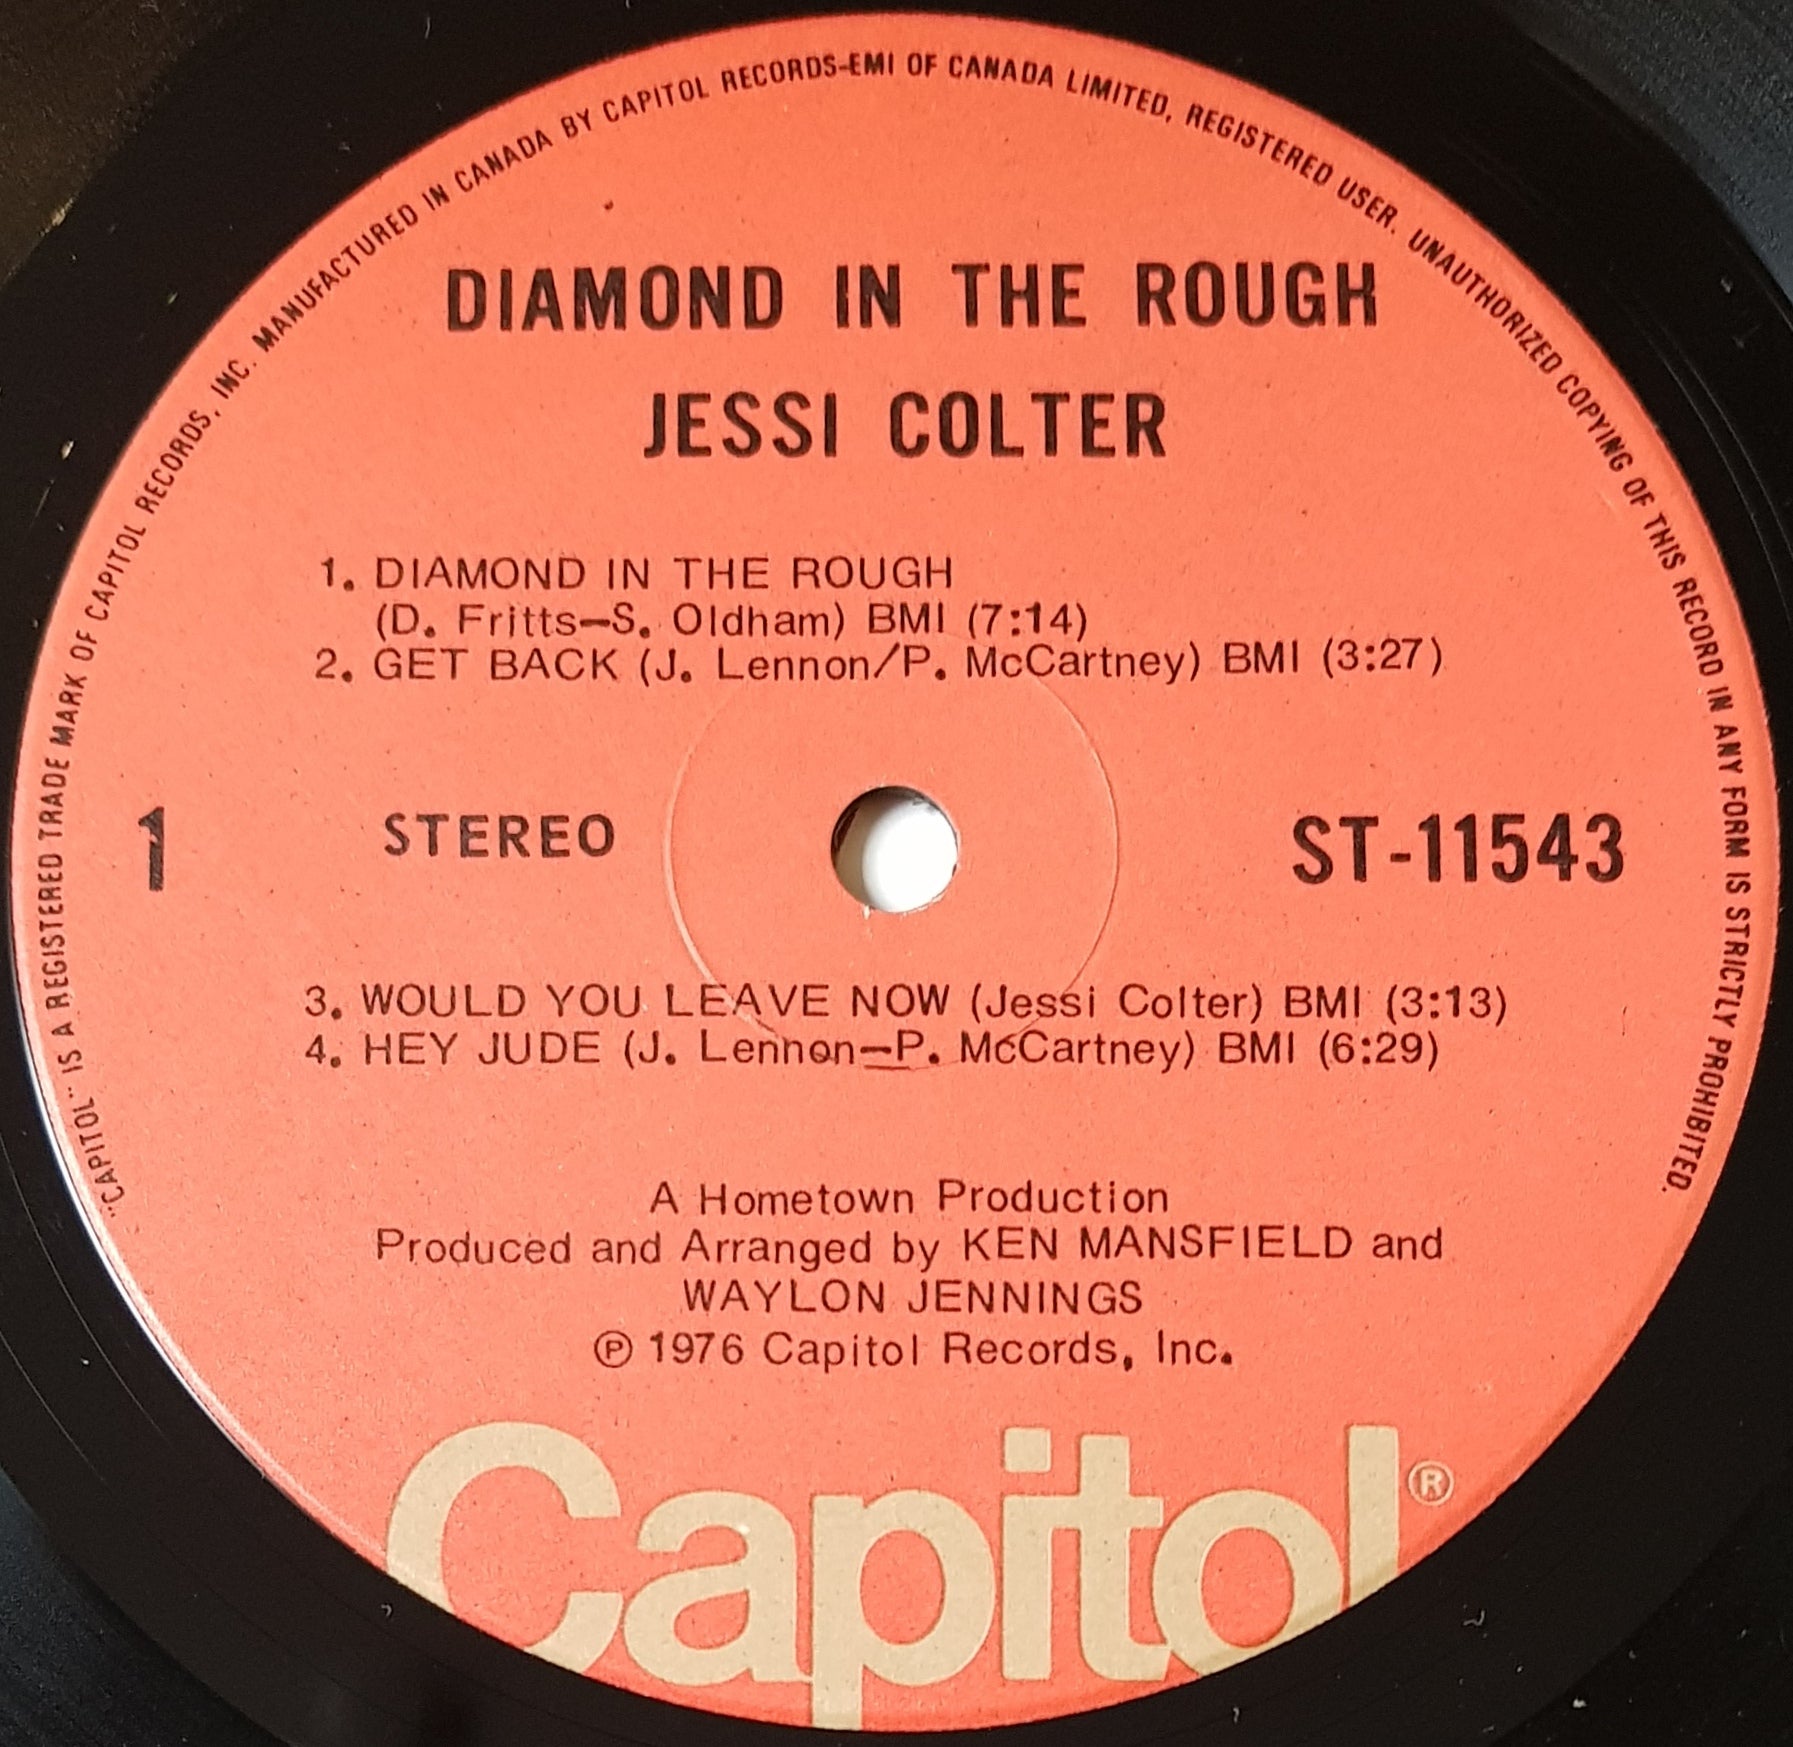 "CAPITOL" IS A REGISTERED TRADE MARK OF CAPITOL RECORDS, INC. MANUFACTURED IN CANADA BY CAPITOL RECORDS-EMI OF CANADA LIMITED, REGISTERED USER. UNAUTHORIZED COPYING OF THIS RECORD IN ANY FORM IS STRICTLY PROHIBITED.
DIAMOND IN THE ROUGH
JESSI COLTER
1. DIAMOND IN THE ROUGH
(D. Fritts—S. Oldham) BMI (7:14)
2. GET BACK (J. Lennon/P. McCartney) BMI (3:27)
1 STEREO ST-11543
3. WOULD YOU LEAVE NOW (Jessi Colter) BMI (3:13)
4. HEY JUDE (J. Lennon—P. McCartney) BMI (6:29)
A Hometown Production
Produced and Arranged by KEN MANSFIELD and
WAYLON JENNINGS
℗ 1976 Capitol Records, Inc.
Capitol®